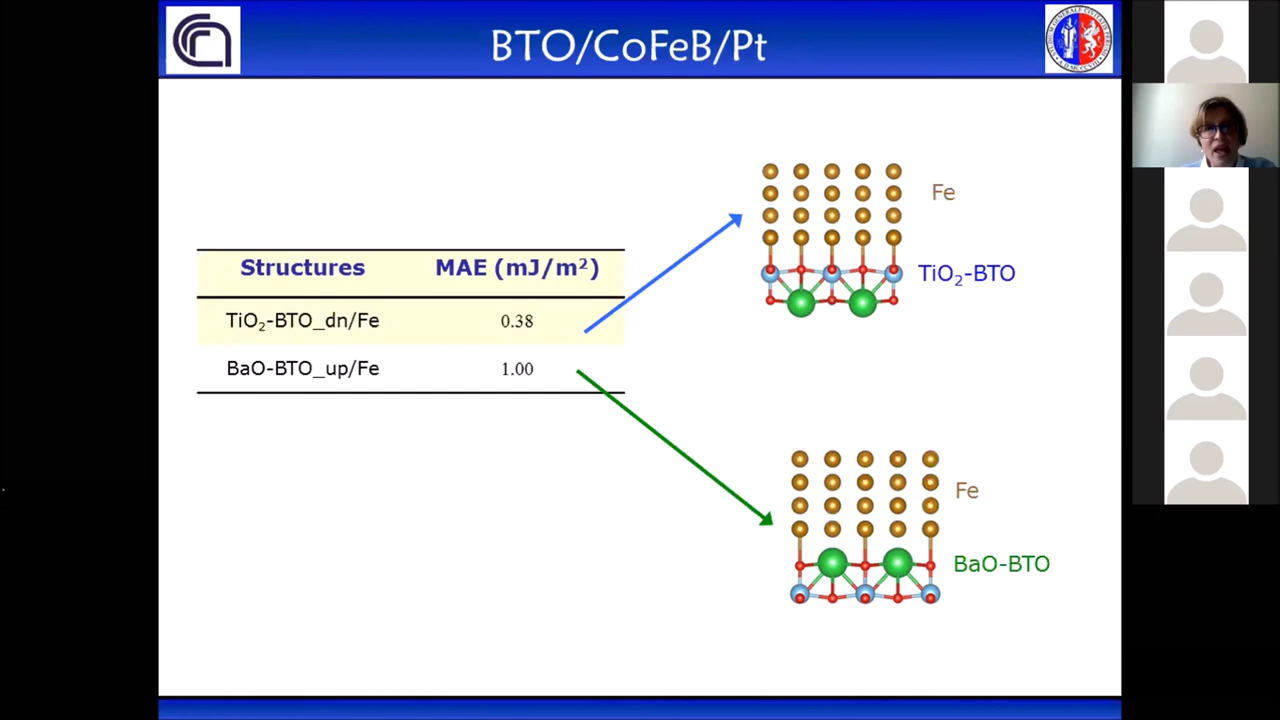 BTO/CoFeB/Pt
Structures MAE (mJ/m²)
TiO₂-BTO_dn/Fe 0.38
BaO-BTO_up/Fe 1.00
Fe
TiO₂-BTO
Fe
BaO-BTO